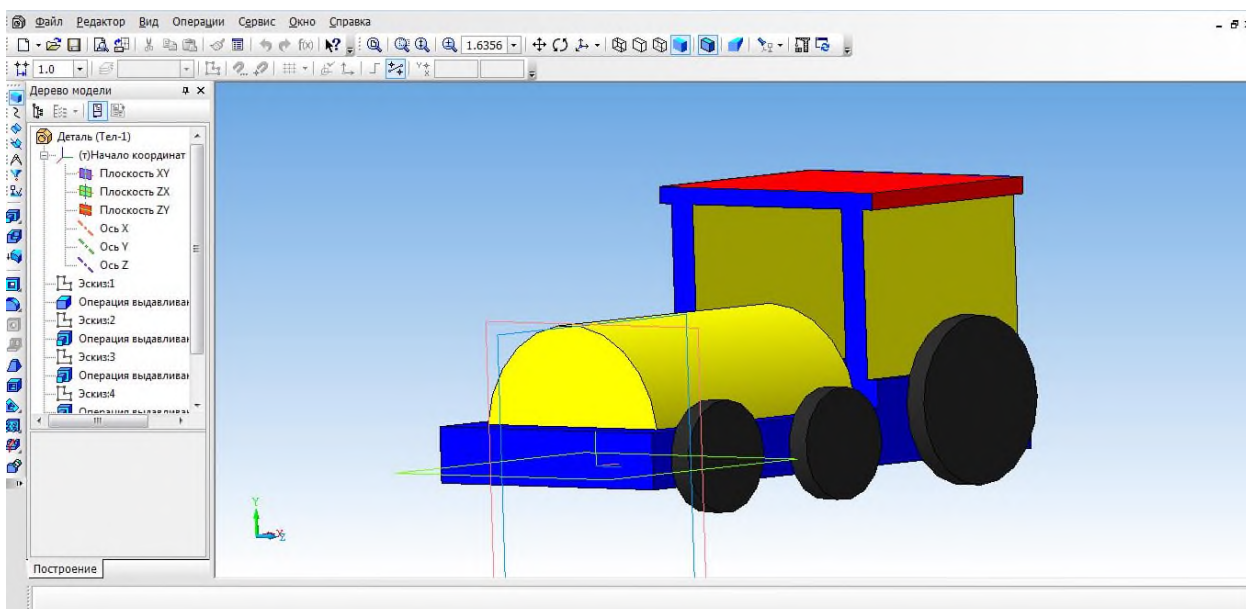 Файл Редактор Вид Операции Сервис Окно Справка
f(x) 1.6356
1.0
Дерево модели
Деталь (Тел-1)
(т)Начало координат
Плоскость XY
Плоскость ZX
Плоскость ZY
Ось X
Ось Y
Ось Z
Эскиз:1
Операция выдавливан
Эскиз:2
Операция выдавливан
Эскиз:3
Операция выдавливан
Эскиз:4
Операция выдавливан
Y
X
Z
Построение